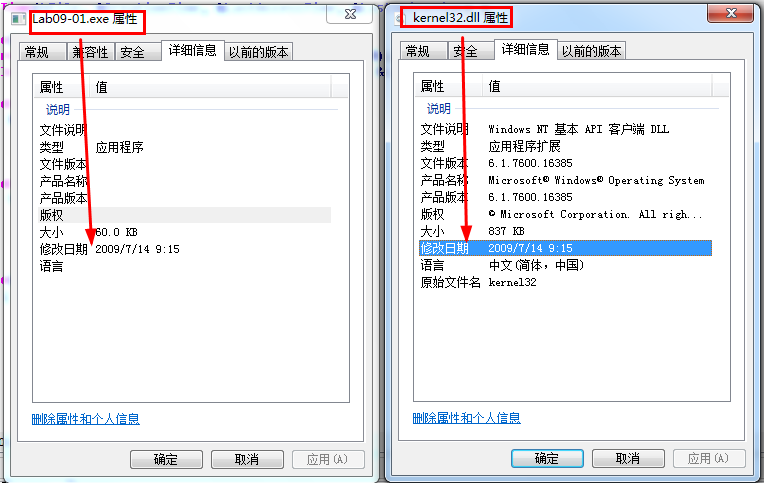 Lab09-01.exe 属性
常规 兼容性 安全 详细信息 以前的版本
属性 值
说明
文件说明
类型 应用程序
文件版本
产品名称
产品版本
版权
大小 60.0 KB
修改日期 2009/7/14 9:15
语言
删除属性和个人信息
确定 取消 应用(A)
kernel32.dll 属性
常规 安全 详细信息 以前的版本
属性 值
说明
文件说明 Windows NT 基本 API 客户端 DLL
类型 应用程序扩展
文件版本 6.1.7600.16385
产品名称 Microsoft® Windows® Operating System
产品版本 6.1.7600.16385
版权 © Microsoft Corporation. All righ...
大小 837 KB
修改日期 2009/7/14 9:15
语言 中文(简体，中国)
原始文件名 kernel32
删除属性和个人信息
确定 取消 应用(A)